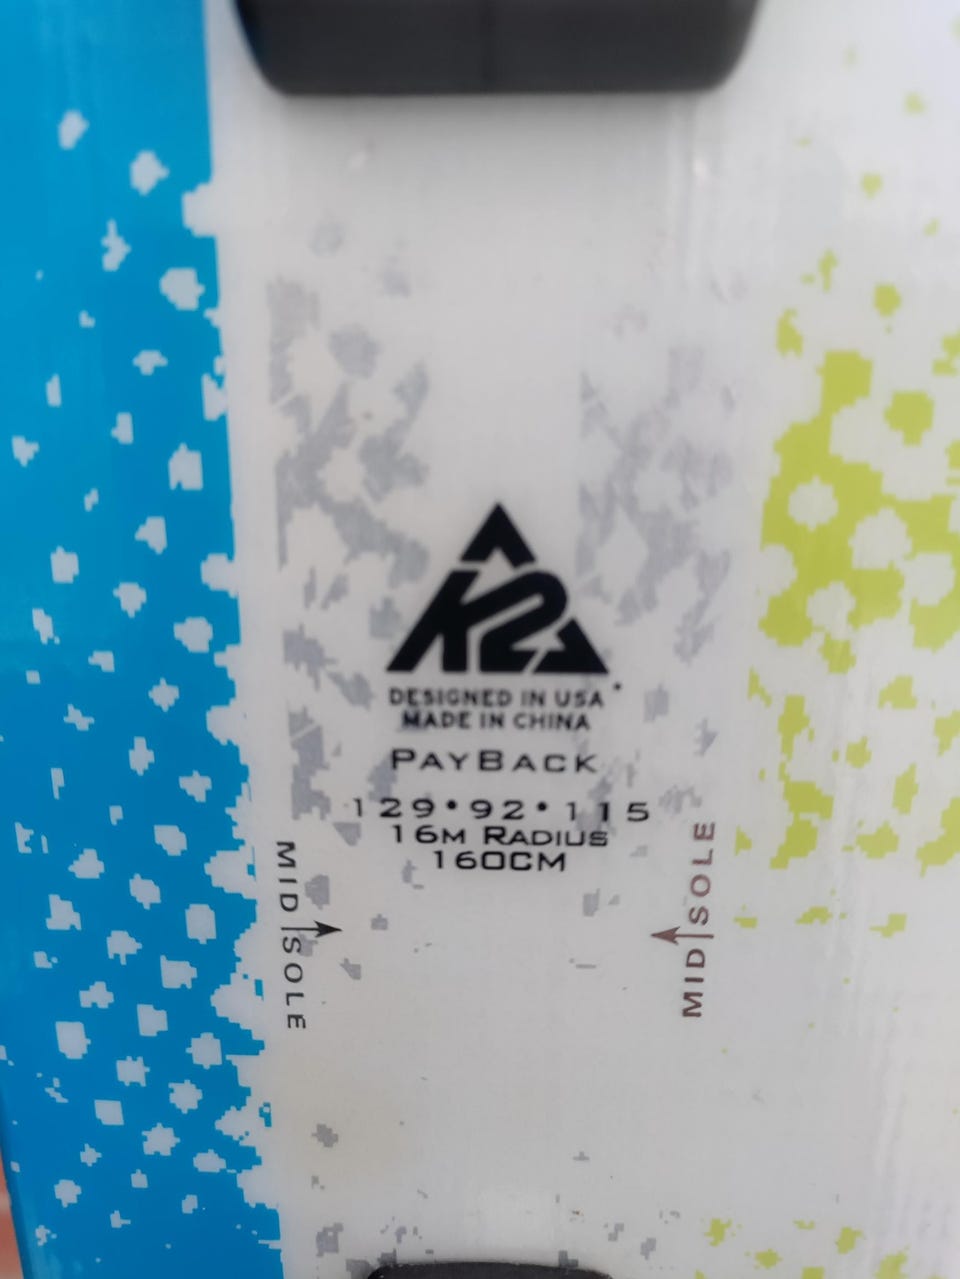 K2
DESIGNED IN USA
MADE IN CHINA
PAYBACK
129•92•115
16M RADIUS
160CM
MID|SOLE
MID|SOLE